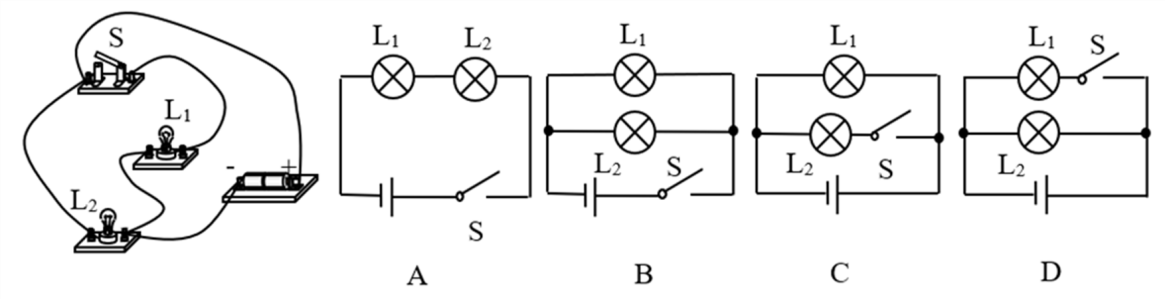 S
L₁
- +
L₂
L₁ L₂
S
A
L₁
L₂ S
B
L₁
L₂ S
C
L₁ S
L₂
D